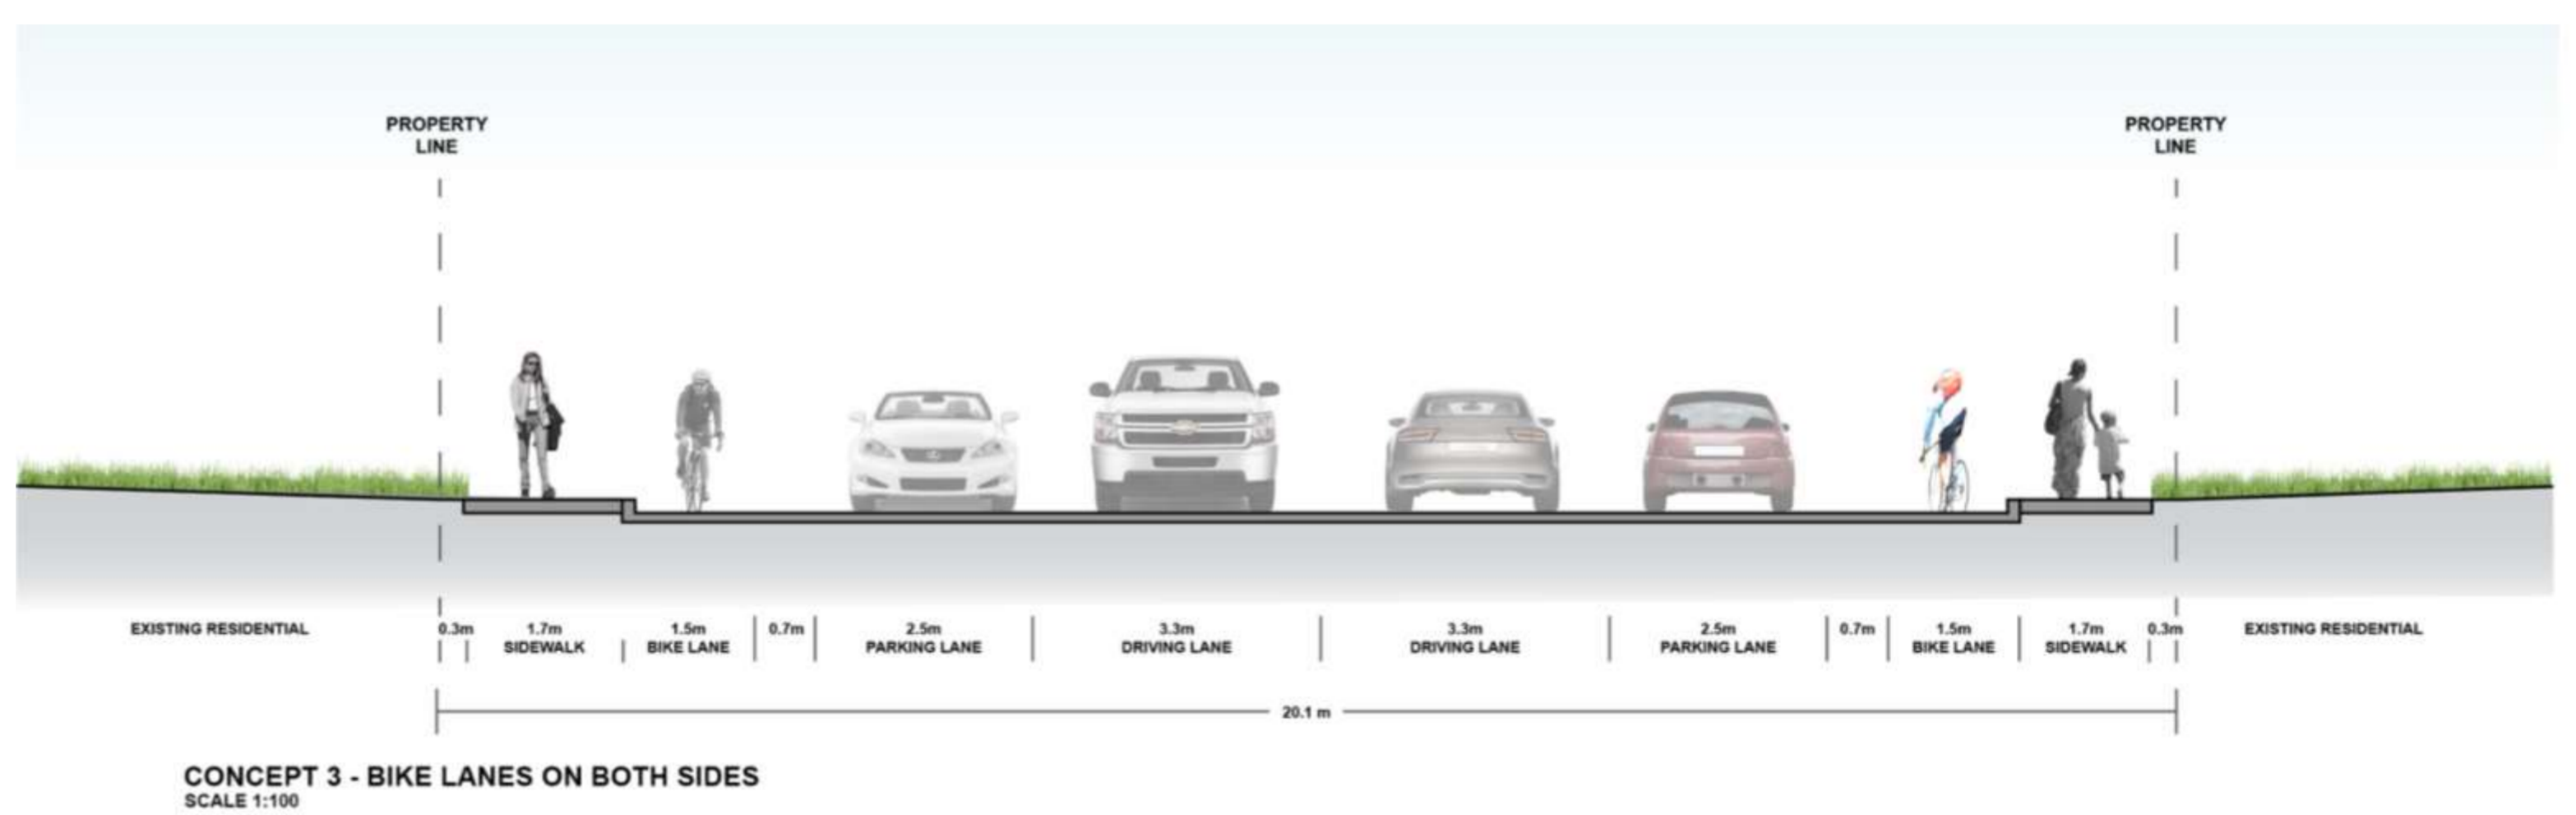 PROPERTY
LINE
PROPERTY
LINE
EXISTING RESIDENTIAL
0.3m
1.7m
SIDEWALK
1.5m
BIKE LANE
0.7m
2.5m
PARKING LANE
3.3m
DRIVING LANE
3.3m
DRIVING LANE
2.5m
PARKING LANE
0.7m
1.5m
BIKE LANE
1.7m
SIDEWALK
0.3m
EXISTING RESIDENTIAL
20.1 m
CONCEPT 3 - BIKE LANES ON BOTH SIDES
SCALE 1:100